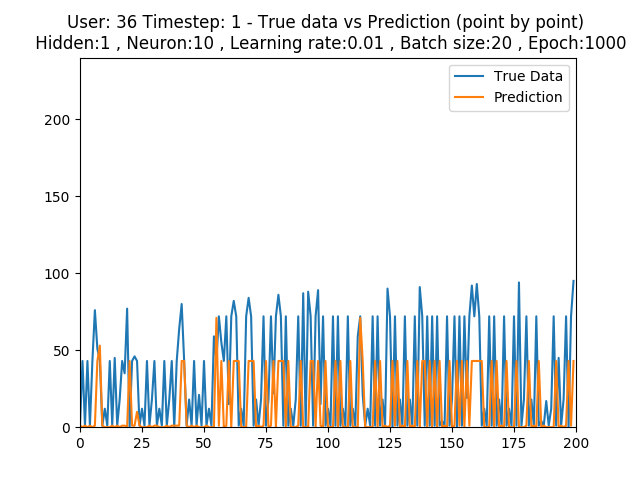 User: 36 Timestep: 1 - True data vs Prediction (point by point)
Hidden:1 , Neuron:10 , Learning rate:0.01 , Batch size:20 , Epoch:1000
True Data
Prediction
200
150
100
50
0
0 25 50 75 100 125 150 175 200